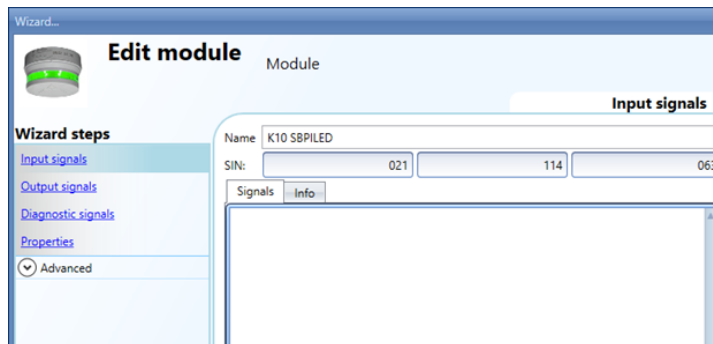 Wizard...
Edit module
Module
Input signals
Wizard steps
Input signals
Output signals
Diagnostic signals
Properties
Advanced
Name K10 SBPILED
SIN: 021 114 063
Signals Info